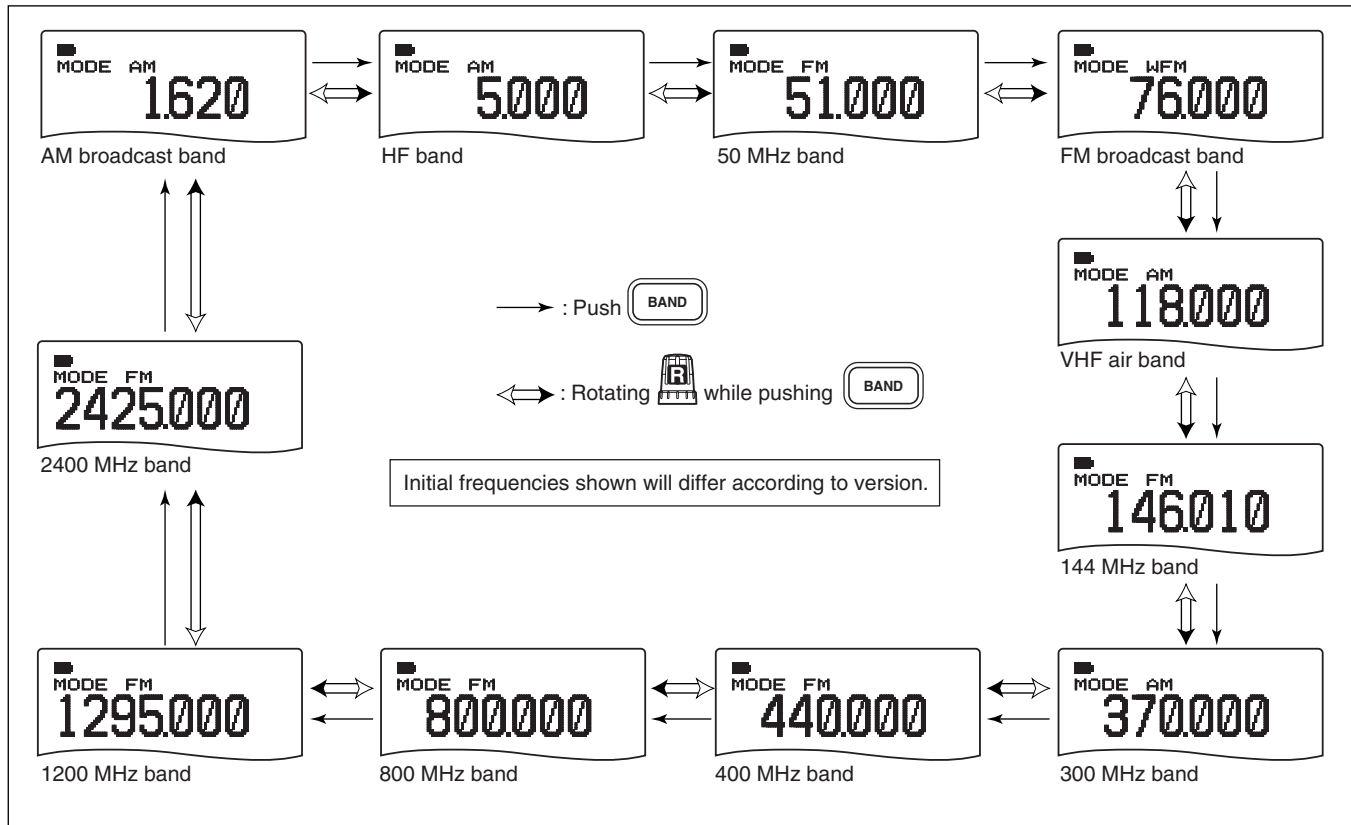 MODE AM
1.620
AM broadcast band
MODE AM
5.000
HF band
MODE FM
51.000
50 MHz band
MODE WFM
76.000
FM broadcast band
MODE AM
118.000
VHF air band
MODE FM
146.010
144 MHz band
MODE AM
370.000
300 MHz band
MODE FM
440.000
400 MHz band
MODE FM
800.000
800 MHz band
MODE FM
1295.000
1200 MHz band
MODE FM
2425.000
2400 MHz band
: Push BAND
: Rotating R while pushing BAND
Initial frequencies shown will differ according to version.